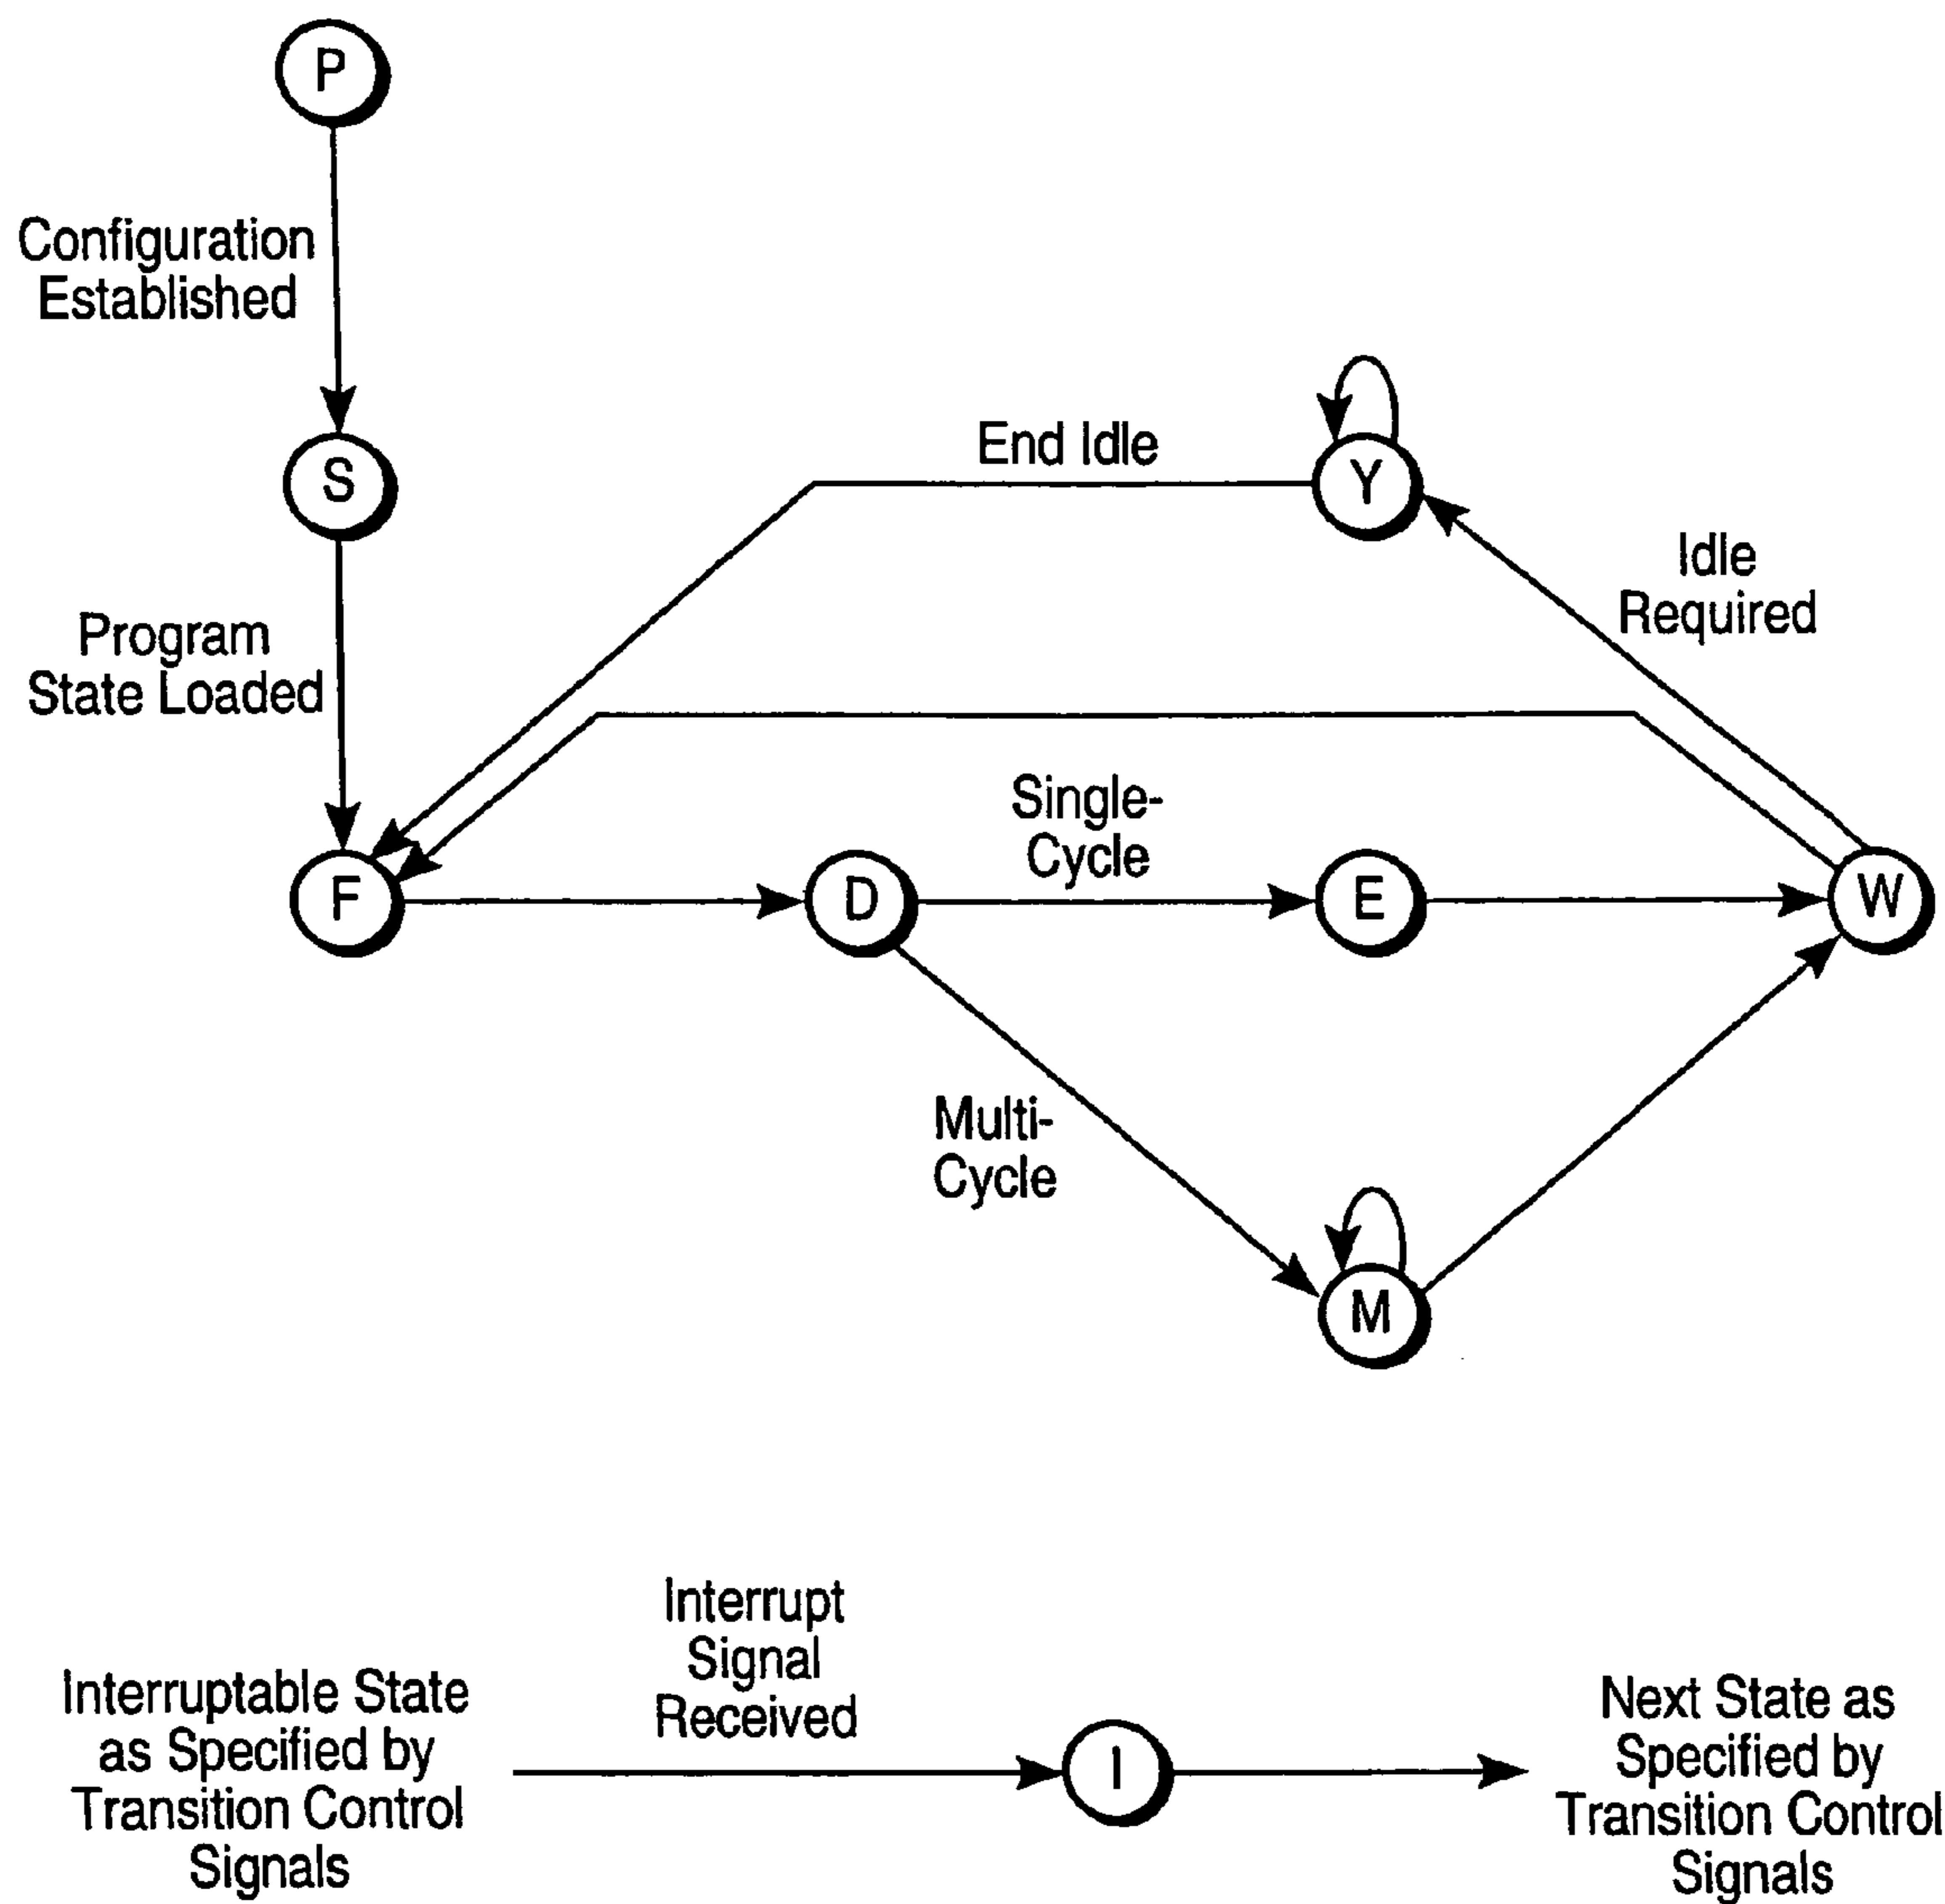 P
Configuration
Established
S
End Idle
Y
Idle
Required
Program
State Loaded
Single-
Cycle
F
D
E
W
Multi-
Cycle
M
Interrupt
Signal
Received
Interruptable State
as Specified by
Transition Control
Signals
I
Next State as
Specified by
Transition Control
Signals